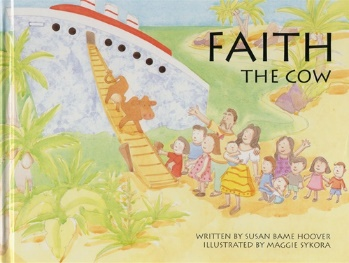 FAITH
THE COW
WRITTEN BY SUSAN BAME HOOVER
ILLUSTRATED BY MAGGIE SYKORA